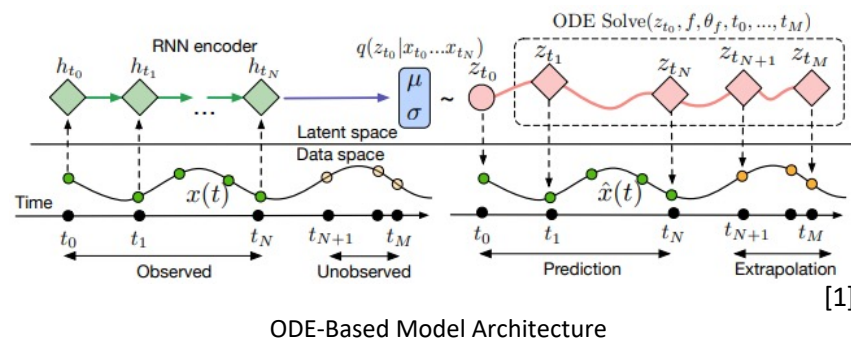 ODE Solve(z_{t_0}, f, θ_f, t_0, ..., t_M)
RNN encoder
q(z_{t_0}|x_{t_0}...x_{t_N})
h_{t_0} h_{t_1} h_{t_N} z_{t_0} z_{t_1} z_{t_N} z_{t_{N+1}} z_{t_M}
μ
σ
~
...
Latent space
Data space
x(t) x̂(t)
Time
t_0 t_1 t_N t_{N+1} t_M t_0 t_1 t_N t_{N+1} t_M
Observed Unobserved Prediction Extrapolation
[1]
ODE-Based Model Architecture